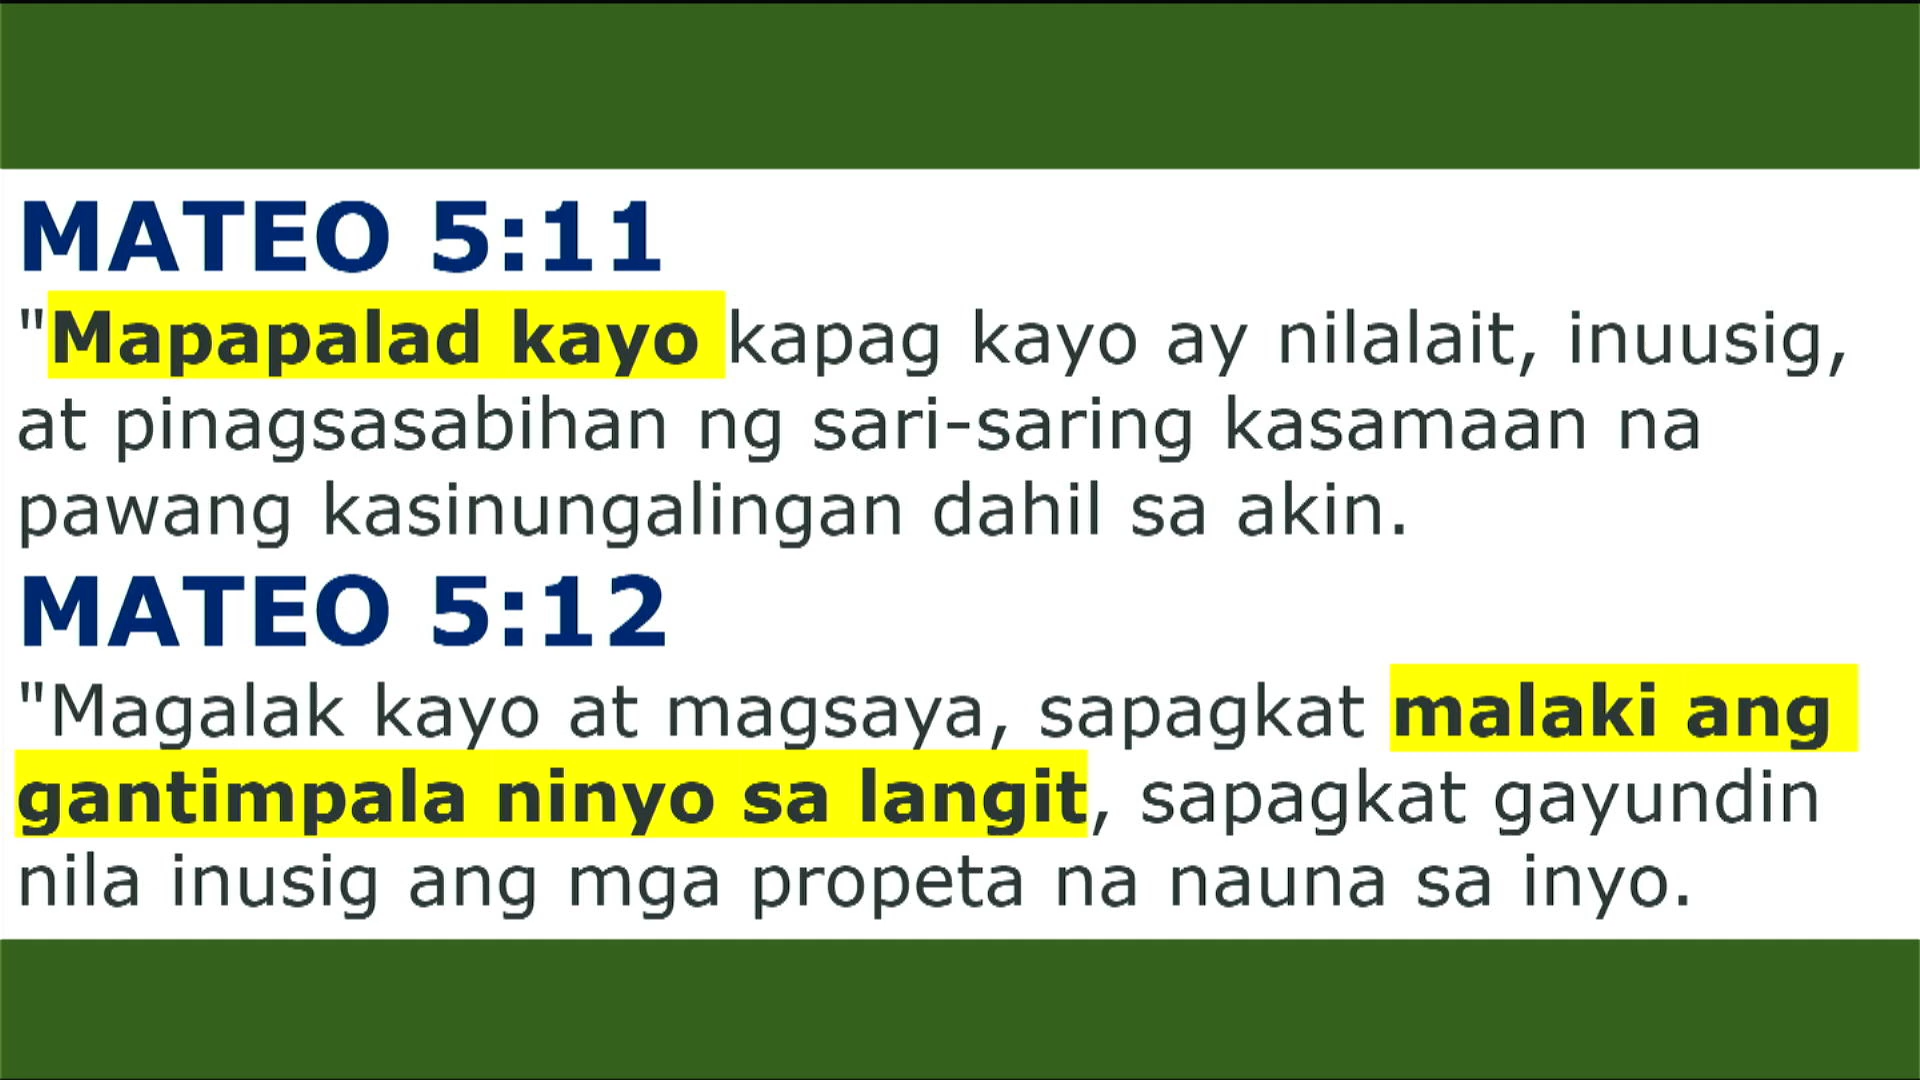 MATEO 5:11
"Mapapalad kayo kapag kayo ay nilalait, inuusig,
at pinagsasabihan ng sari-saring kasamaan na
pawang kasinungalingan dahil sa akin.
MATEO 5:12
"Magalak kayo at magsaya, sapagkat malaki ang
gantimpala ninyo sa langit, sapagkat gayundin
nila inusig ang mga propeta na nauna sa inyo.